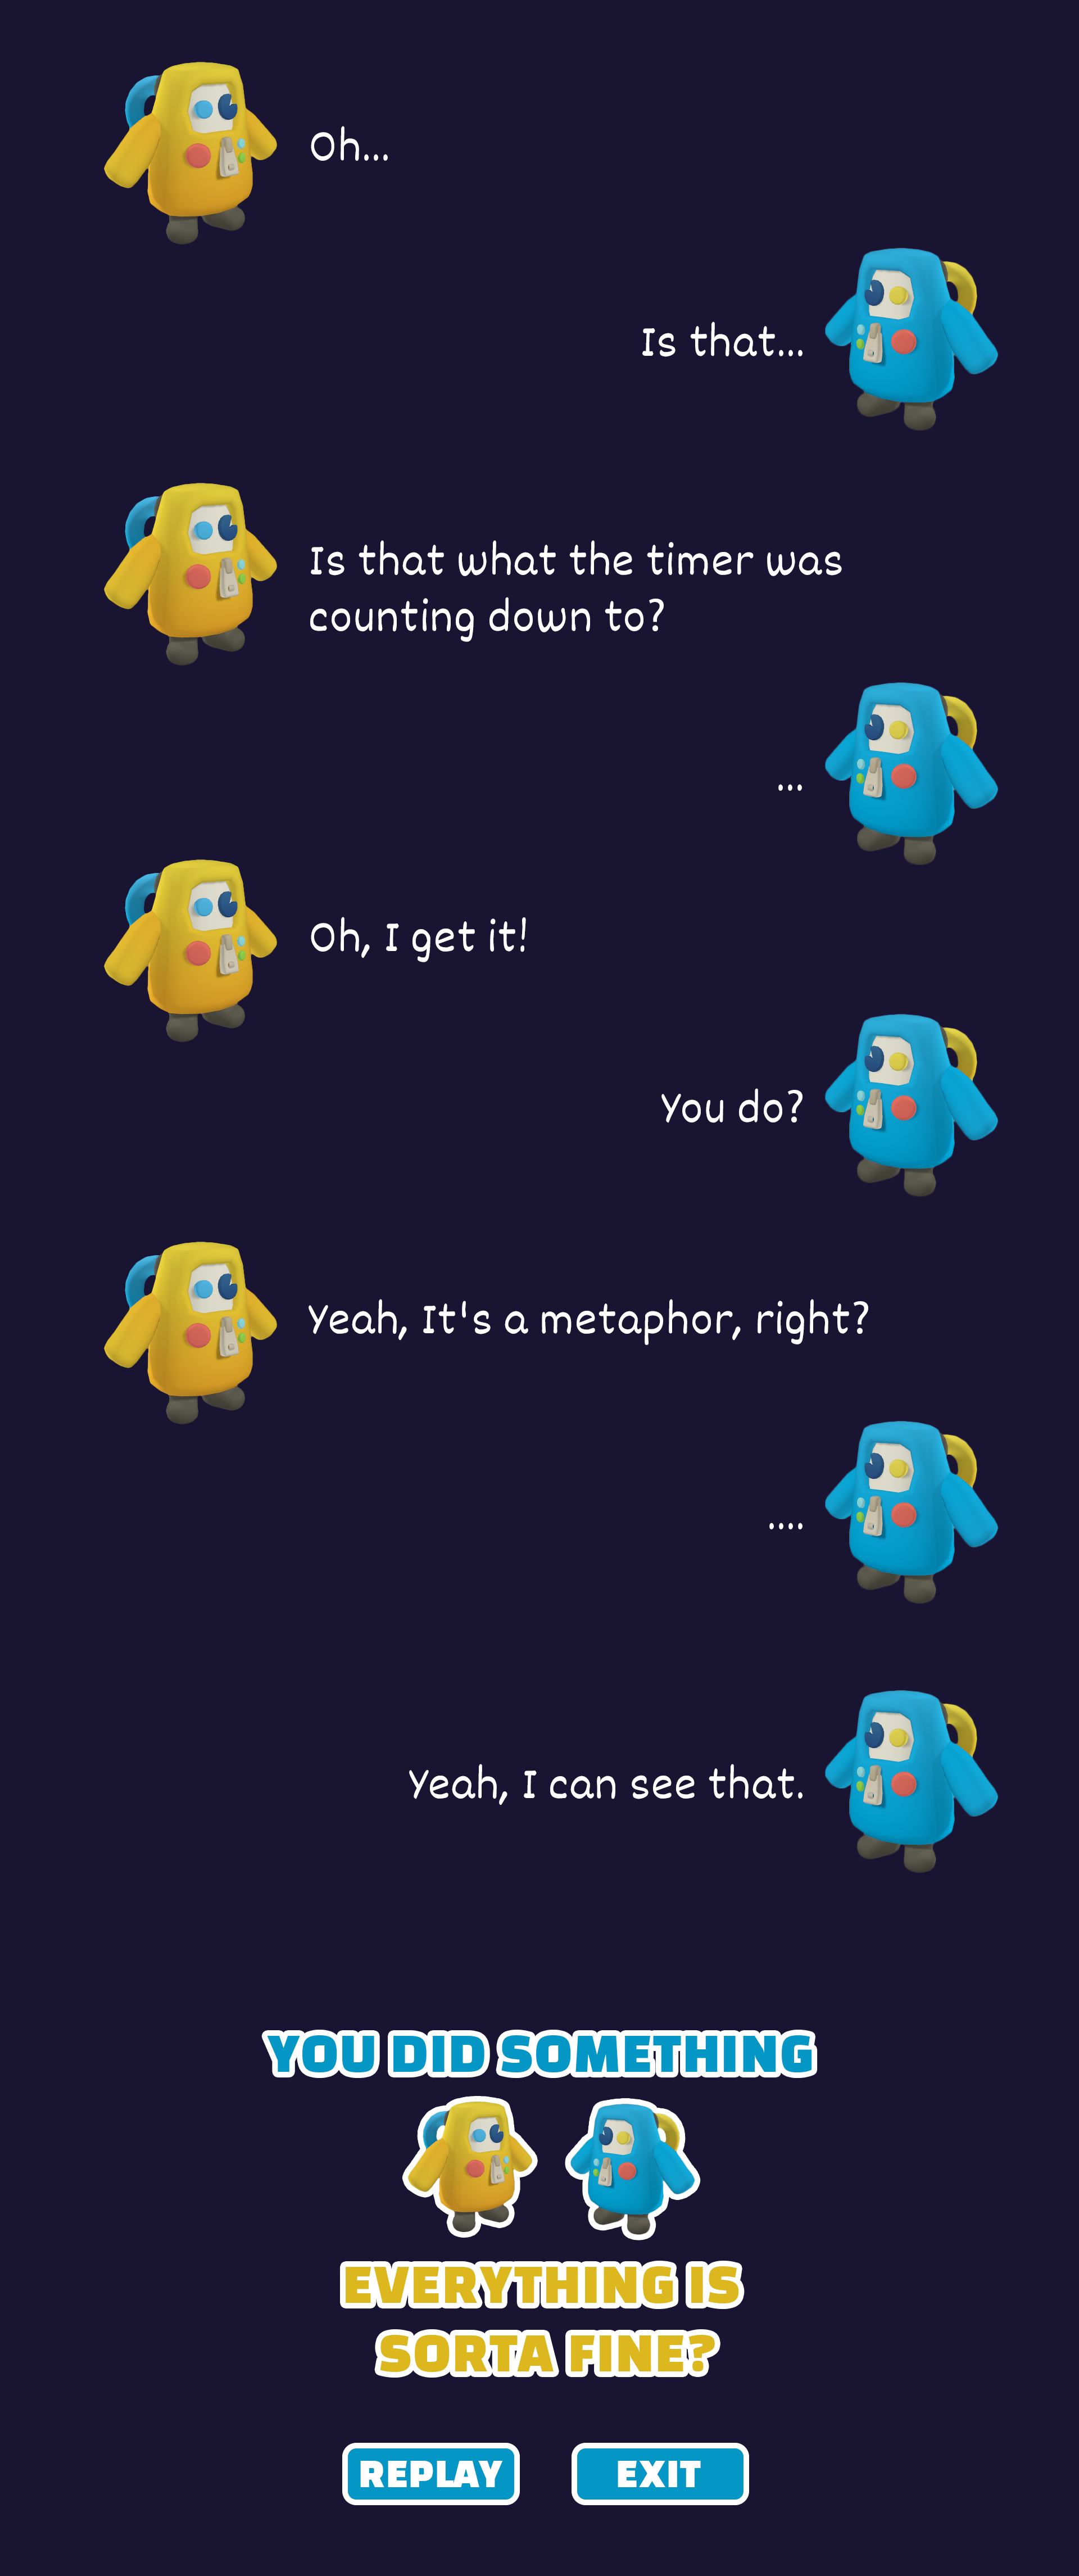 Oh...
Is that...
Is that what the timer was
counting down to?
...
Oh, I get it!
You do?
Yeah, It's a metaphor, right?
....
Yeah, I can see that.
YOU DID SOMETHING
EVERYTHING IS
SORTA FINE?
REPLAY
EXIT